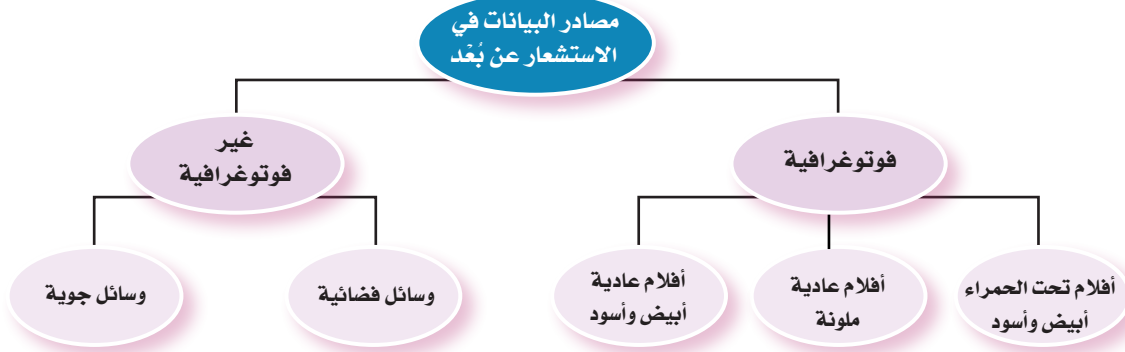 مصادر البيانات في
الاستشعار عن بُعْد
فوتوغرافية
غير
فوتوغرافية
أفلام تحت الحمراء
أبيض وأسود
أفلام عادية
ملونة
أفلام عادية
أبيض وأسود
وسائل فضائية
وسائل جوية